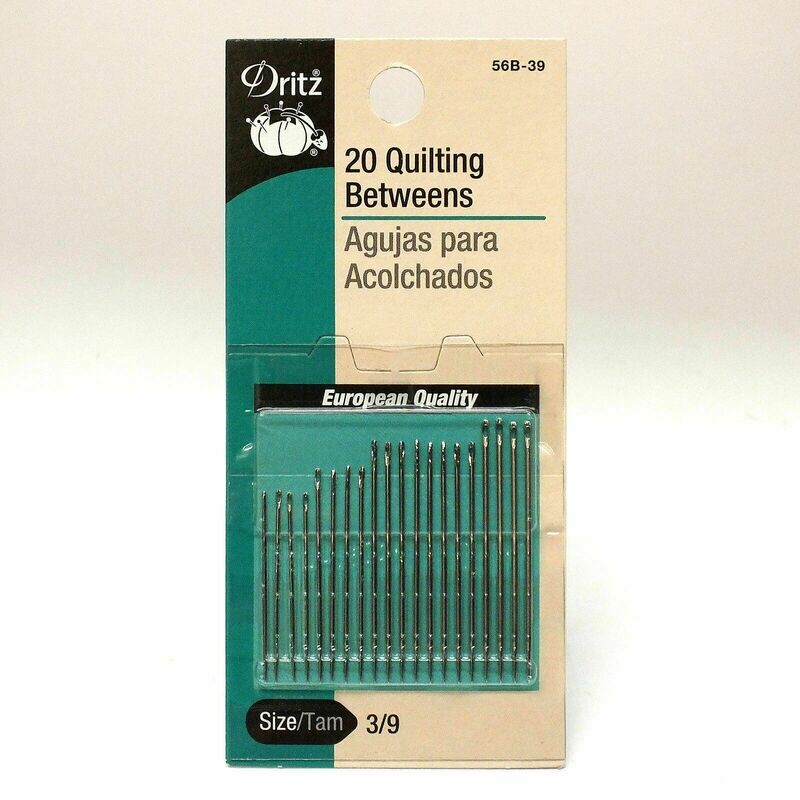 56B-39
Dritz®
®
20 Quilting
Betweens
Agujas para
Acolchados
European Quality
Size/Tam 3/9